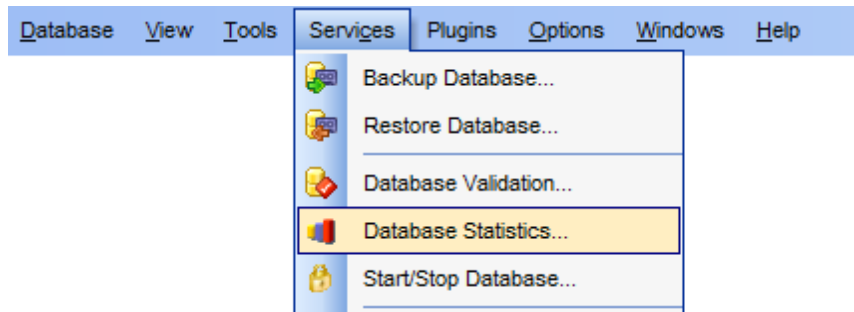 Database View Tools Services Plugins Options Windows Help
Backup Database...
Restore Database...
Database Validation...
Database Statistics...
Start/Stop Database...